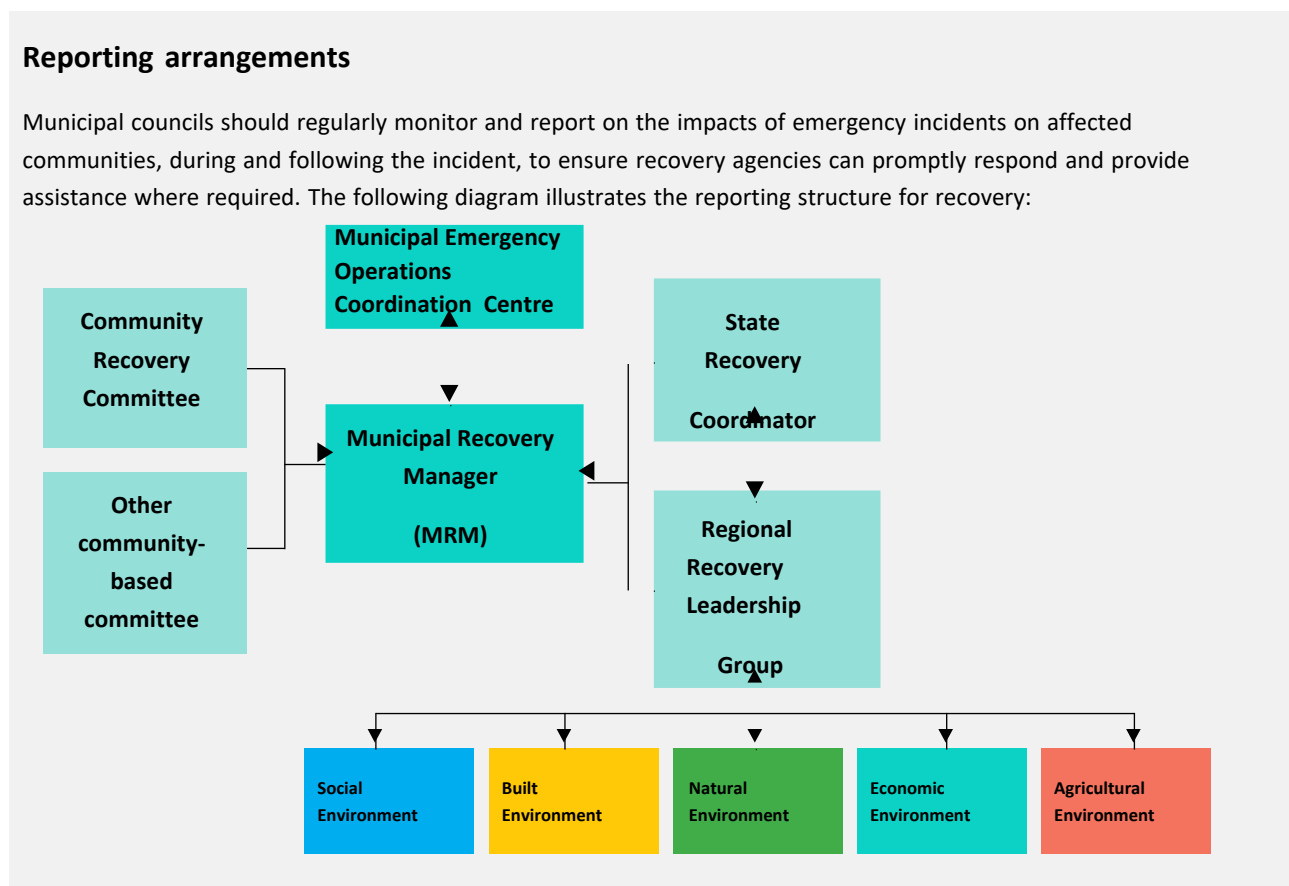 Reporting arrangements
Municipal councils should regularly monitor and report on the impacts of emergency incidents on affected
communities, during and following the incident, to ensure recovery agencies can promptly respond and provide
assistance where required. The following diagram illustrates the reporting structure for recovery:
Municipal Emergency
Operations
Coordination Centre
Community
Recovery
Committee
State
Recovery
Coordinator
Municipal Recovery
Manager
(MRM)
Other
community-
based
committee
Regional
Recovery
Leadership
Group
Social
Environment
Built
Environment
Natural
Environment
Economic
Environment
Agricultural
Environment